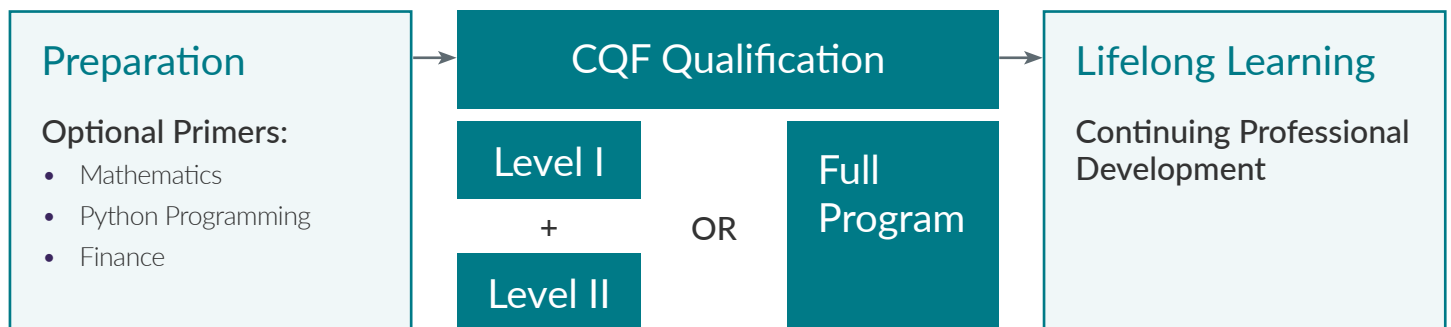 Preparation
Optional Primers:
• Mathematics
• Python Programming
• Finance
CQF Qualification
Level I
+
Level II
OR
Full
Program
Lifelong Learning
Continuing Professional
Development